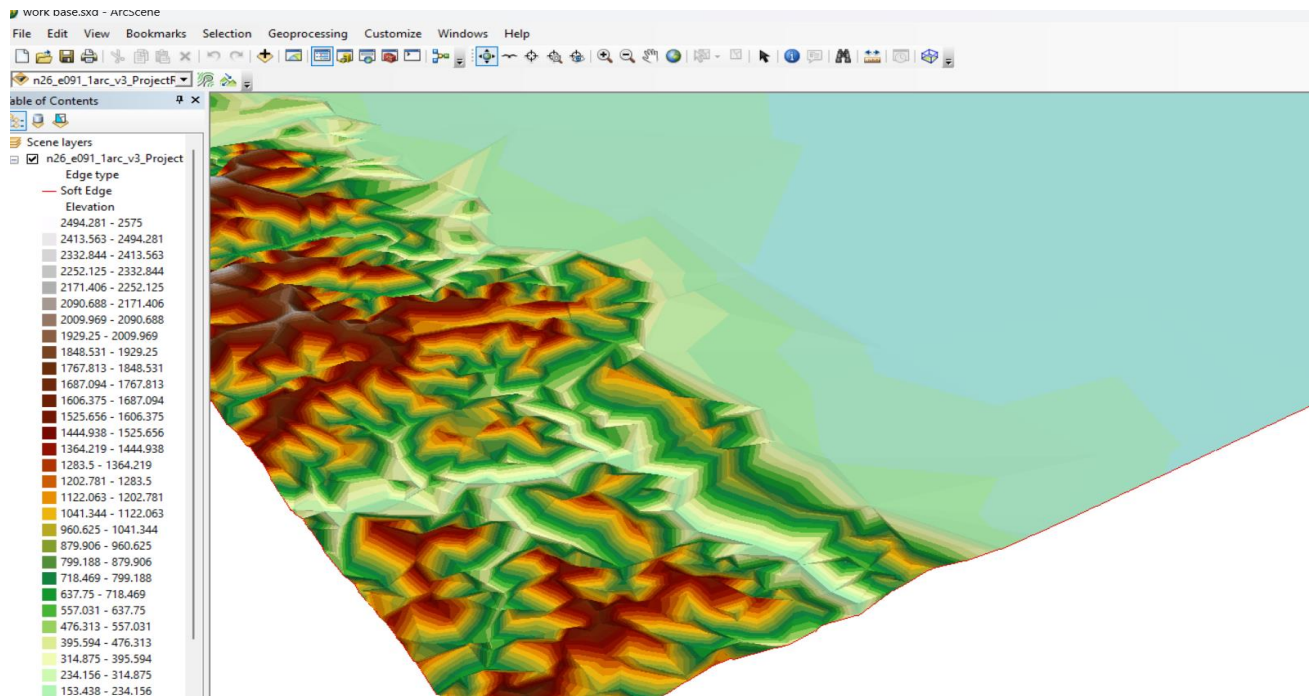 work base.sxd - ArcScene
File Edit View Bookmarks Selection Geoprocessing Customize Windows Help
n26_e091_1arc_v3_ProjectF
able of Contents
Scene layers
n26_e091_1arc_v3_Project
Edge type
Soft Edge
Elevation
2494.281 - 2575
2413.563 - 2494.281
2332.844 - 2413.563
2252.125 - 2332.844
2171.406 - 2252.125
2090.688 - 2171.406
2009.969 - 2090.688
1929.25 - 2009.969
1848.531 - 1929.25
1767.813 - 1848.531
1687.094 - 1767.813
1606.375 - 1687.094
1525.656 - 1606.375
1444.938 - 1525.656
1364.219 - 1444.938
1283.5 - 1364.219
1202.781 - 1283.5
1122.063 - 1202.781
1041.344 - 1122.063
960.625 - 1041.344
879.906 - 960.625
799.188 - 879.906
718.469 - 799.188
637.75 - 718.469
557.031 - 637.75
476.313 - 557.031
395.594 - 476.313
314.875 - 395.594
234.156 - 314.875
153.438 - 234.156